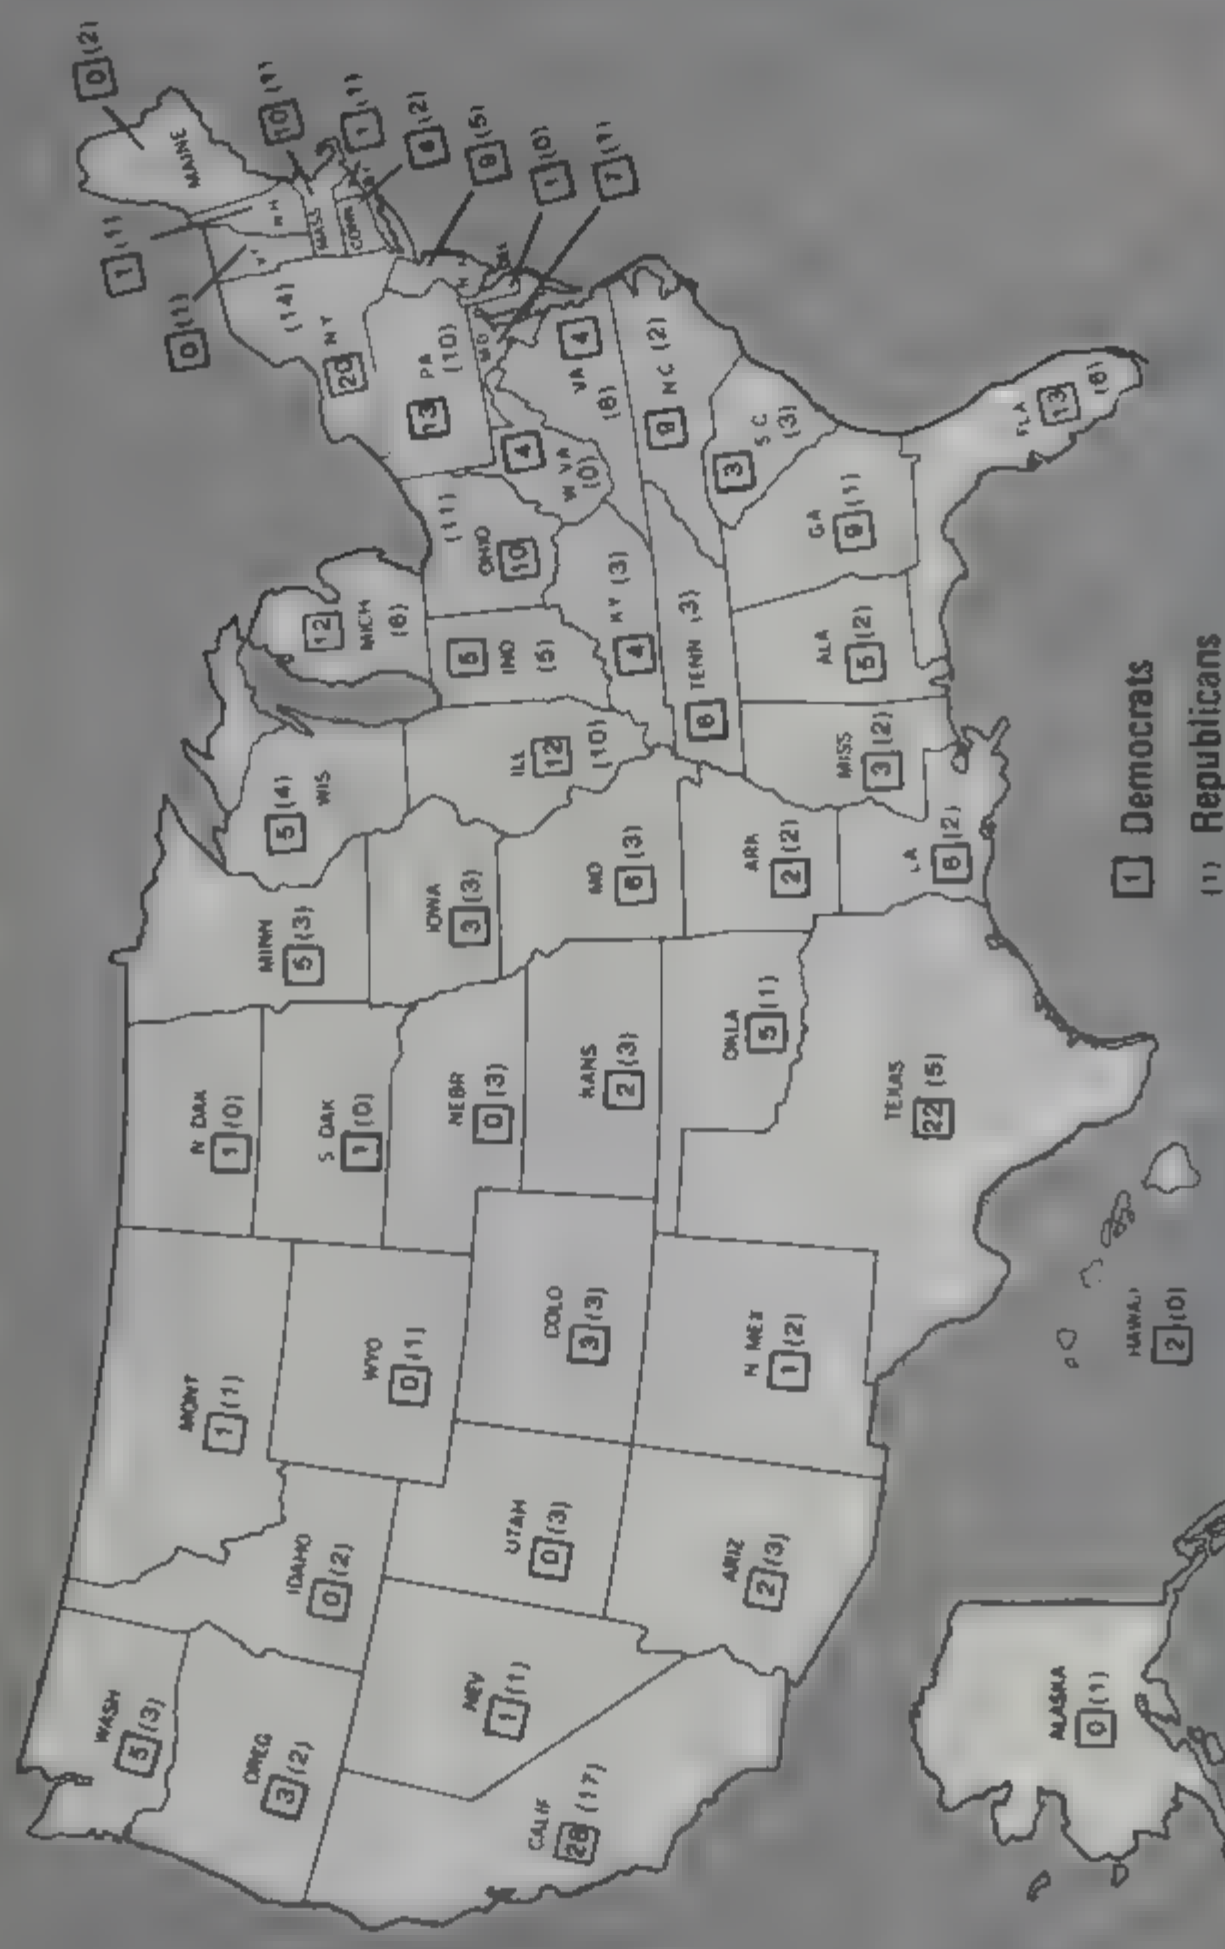 WASH
5 (3)
OREG
3 (2)
CALIF
28 (17)
NEV
1 (1)
IDAHO
0 (2)
MONT
1 (1)
WYO
0 (1)
UTAH
0 (3)
ARIZ
2 (3)
COLO
3 (3)
N MEX
1 (2)
N DAK
1 (0)
S DAK
1 (0)
NEBR
0 (3)
KANS
2 (3)
OKLA
5 (1)
TEXAS
22 (5)
MINN
5 (3)
IOWA
3 (3)
MO
6 (3)
ARK
2 (2)
LA
6 (2)
WIS
5 (4)
ILL
12
(10)
MICH
12
(6)
IND
(5)
OHIO
10
(11)
KY (3)
4
TENN (3)
6
MISS
3 (2)
ALA
5 (2)
GA
9 (1)
FLA
13
(6)
S C
3
(3)
N C (2)
9
VA
4
(6)
W VA
4
(0)
PA
13
(10)
N Y
20
(14)
VT
0 (1)
N H
1 (1)
MAINE
0 (2)
MASS
10 (1)
1 (1)
CONN
(2)
N J
9 (5)
DEL
1 (0)
MD
7 (1)
ALASKA
0 (1)
HAWAII
2 (0)
1 Democrats
(1) Republicans